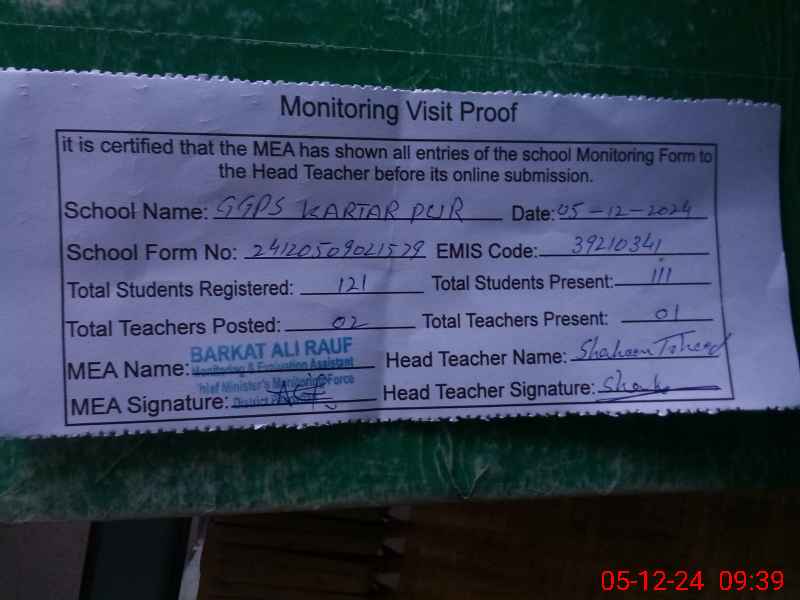 Monitoring Visit Proof
it is certified that the MEA has shown all entries of the school Monitoring Form to
the Head Teacher before its online submission.
School Name: GGPS KARTAR PUR Date: 05-12-2024
School Form No: 24120509021579 EMIS Code: 39210341
Total Students Registered: 121 Total Students Present: 111
Total Teachers Posted: 02 Total Teachers Present: 01
BARKAT ALI RAUF
MEA Name: Monitoring & Evaluation Assistant Head Teacher Name: Shaheen
Chief Minister's Monitoring Force
MEA Signature: District Head Teacher Signature:
05-12-24 09:39